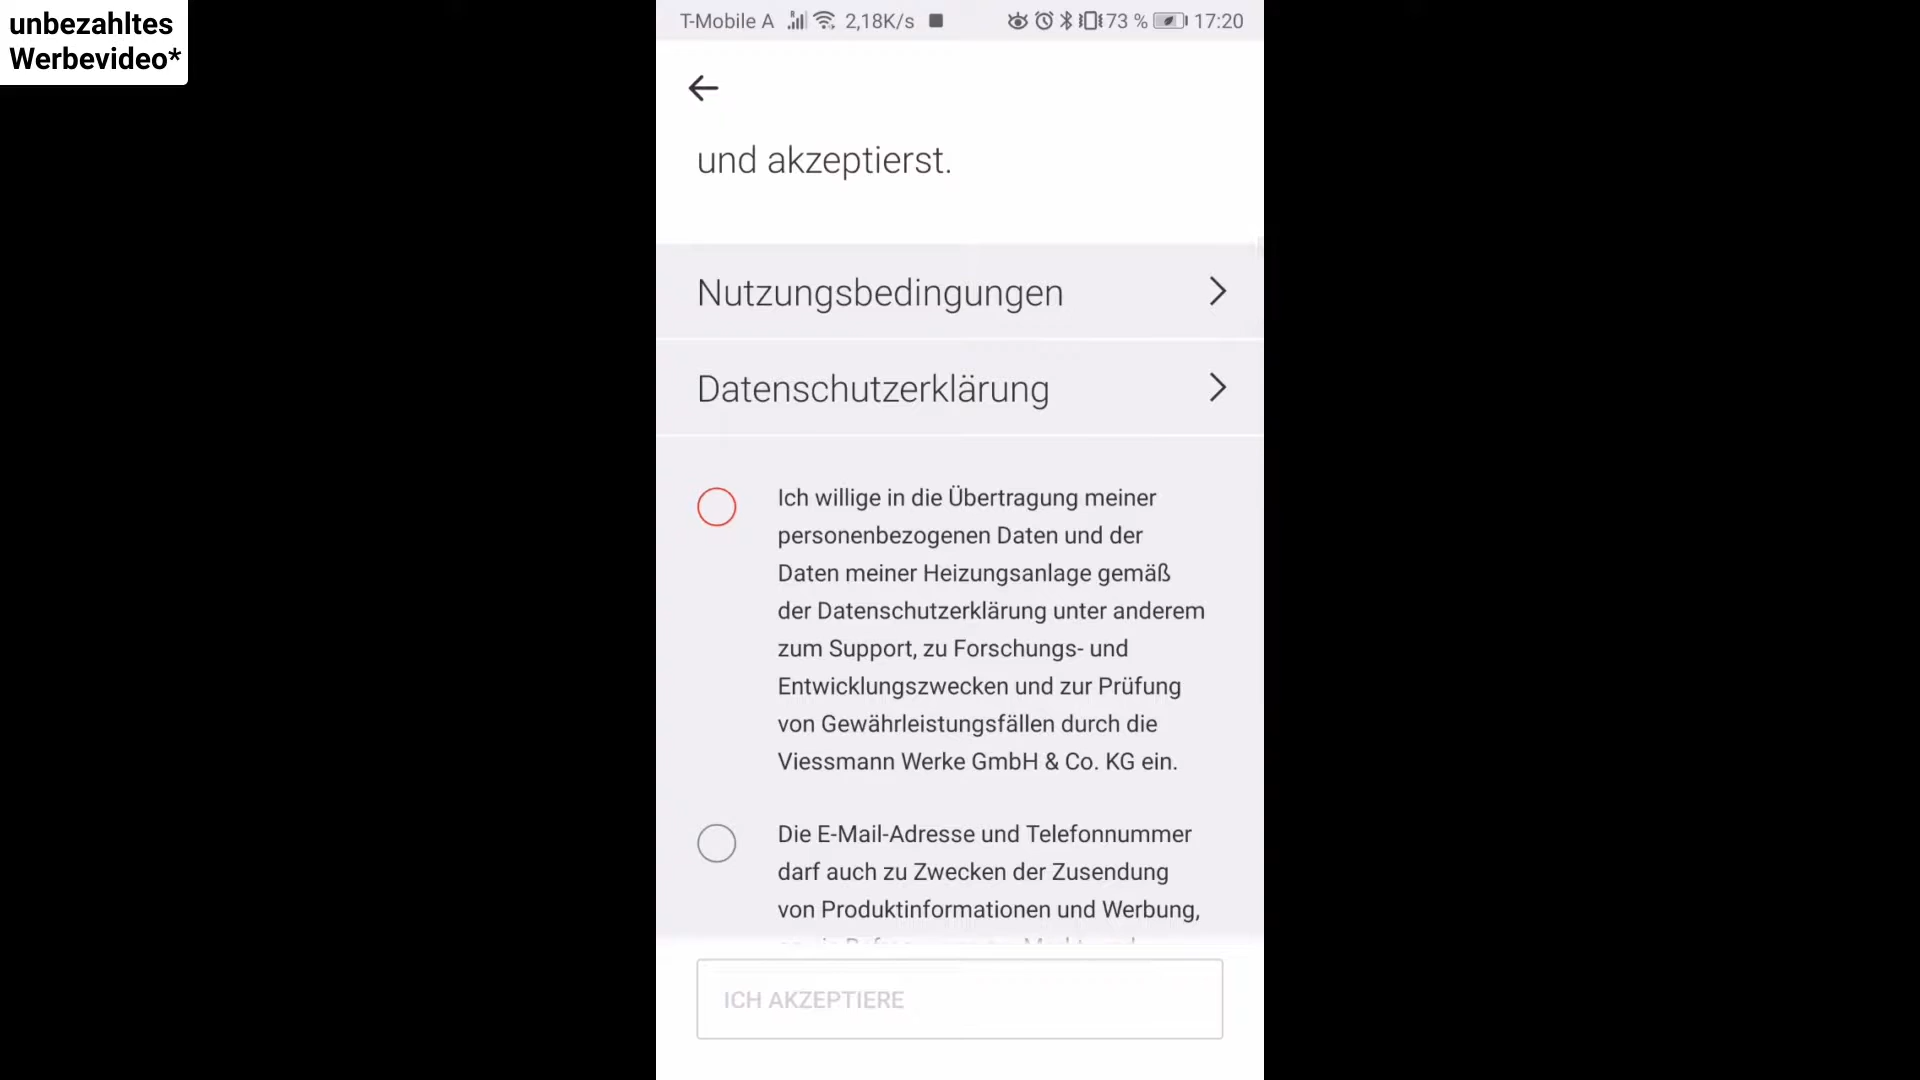 unbezahltes
Werbevideo*
T-Mobile A 2,18K/s 73 % 17:20
und akzeptierst.
Nutzungsbedingungen
Datenschutzerklärung
Ich willige in die Übertragung meiner
personenbezogenen Daten und der
Daten meiner Heizungsanlage gemäß
der Datenschutzerklärung unter anderem
zum Support, zu Forschungs- und
Entwicklungszwecken und zur Prüfung
von Gewährleistungsfällen durch die
Viessmann Werke GmbH & Co. KG ein.
Die E-Mail-Adresse und Telefonnummer
darf auch zu Zwecken der Zusendung
von Produktinformationen und Werbung,
ICH AKZEPTIERE